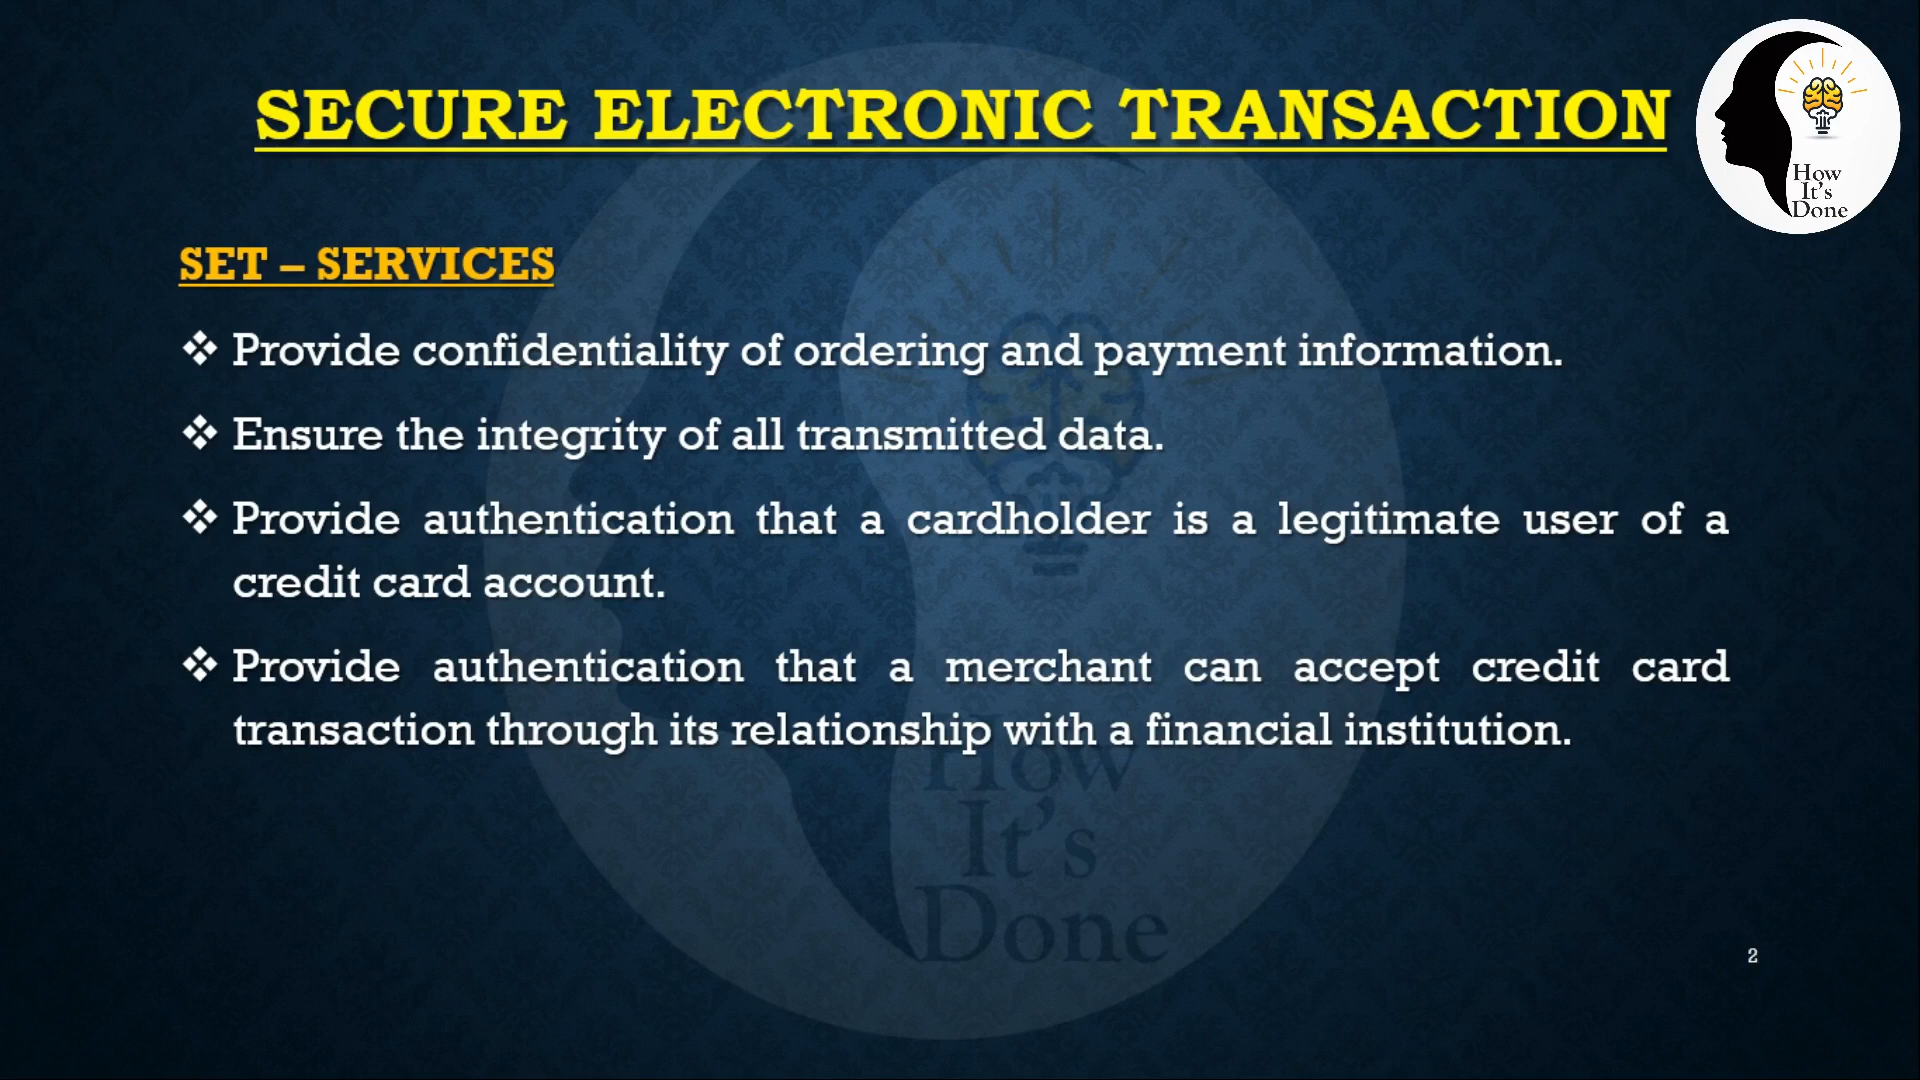 SECURE ELECTRONIC TRANSACTION
How
It's
Done
SET – SERVICES
❖ Provide confidentiality of ordering and payment information.
❖ Ensure the integrity of all transmitted data.
❖ Provide authentication that a cardholder is a legitimate user of a
credit card account.
❖ Provide authentication that a merchant can accept credit card
transaction through its relationship with a financial institution.
How
It's
Done
2